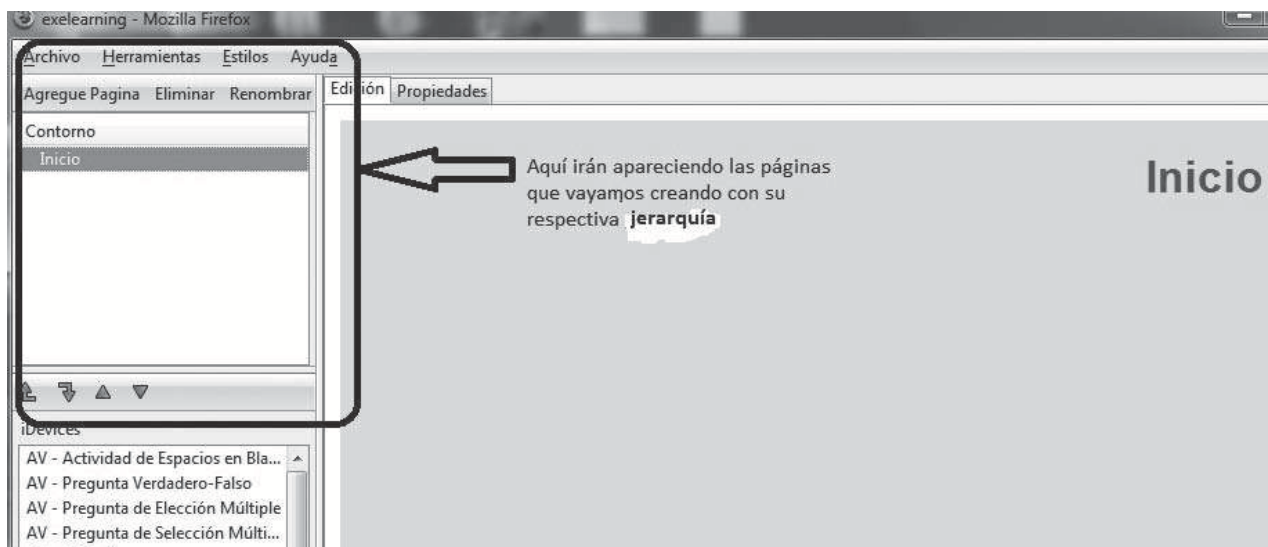 exelearning - Mozilla Firefox
Archivo Herramientas Estilos Ayuda
Agregue Pagina Eliminar Renombrar
Edición Propiedades
Contorno
Inicio
Aquí irán apareciendo las páginas
que vayamos creando con su
respectiva jerarquía
Inicio
iDevices
AV - Actividad de Espacios en Bla...
AV - Pregunta Verdadero-Falso
AV - Pregunta de Elección Múltiple
AV - Pregunta de Selección Múlti...